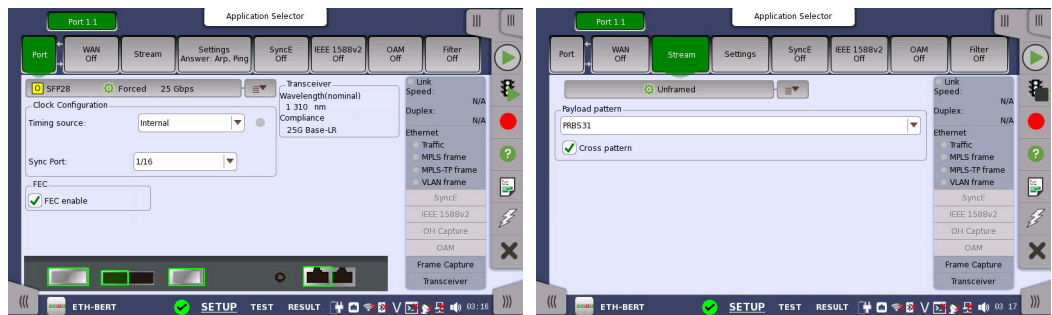 Application Selector
Port 1:1
Port
WAN
Off
Stream
Settings
Answer: Arp, Ping
SyncE
Off
IEEE 1588v2
Off
OAM
Off
Filter
Off
SFP28
Forced 25 Gbps
Clock Configuration
Timing source:
Internal
Sync Port:
1/16
FEC
FEC enable
Transceiver
Wavelength(nominal)
1 310 nm
Compliance
25G Base-LR
Link
Speed:
N/A
Duplex:
N/A
Ethernet
Traffic
MPLS frame
MPLS-TP frame
VLAN frame
SyncE
IEEE 1588v2
OH Capture
OAM
Frame Capture
Transceiver
ETH-BERT
SETUP
TEST
RESULT
03:16
Application Selector
Port 1:1
Port
WAN
Off
Stream
Settings
SyncE
Off
IEEE 1588v2
Off
OAM
Off
Filter
Off
Unframed
Payload pattern
PRBS31
Cross pattern
Link
Speed:
N/A
Duplex:
N/A
Ethernet
Traffic
MPLS frame
MPLS-TP frame
VLAN frame
SyncE
IEEE 1588v2
OH Capture
OAM
Frame Capture
Transceiver
ETH-BERT
SETUP
TEST
RESULT
03 17